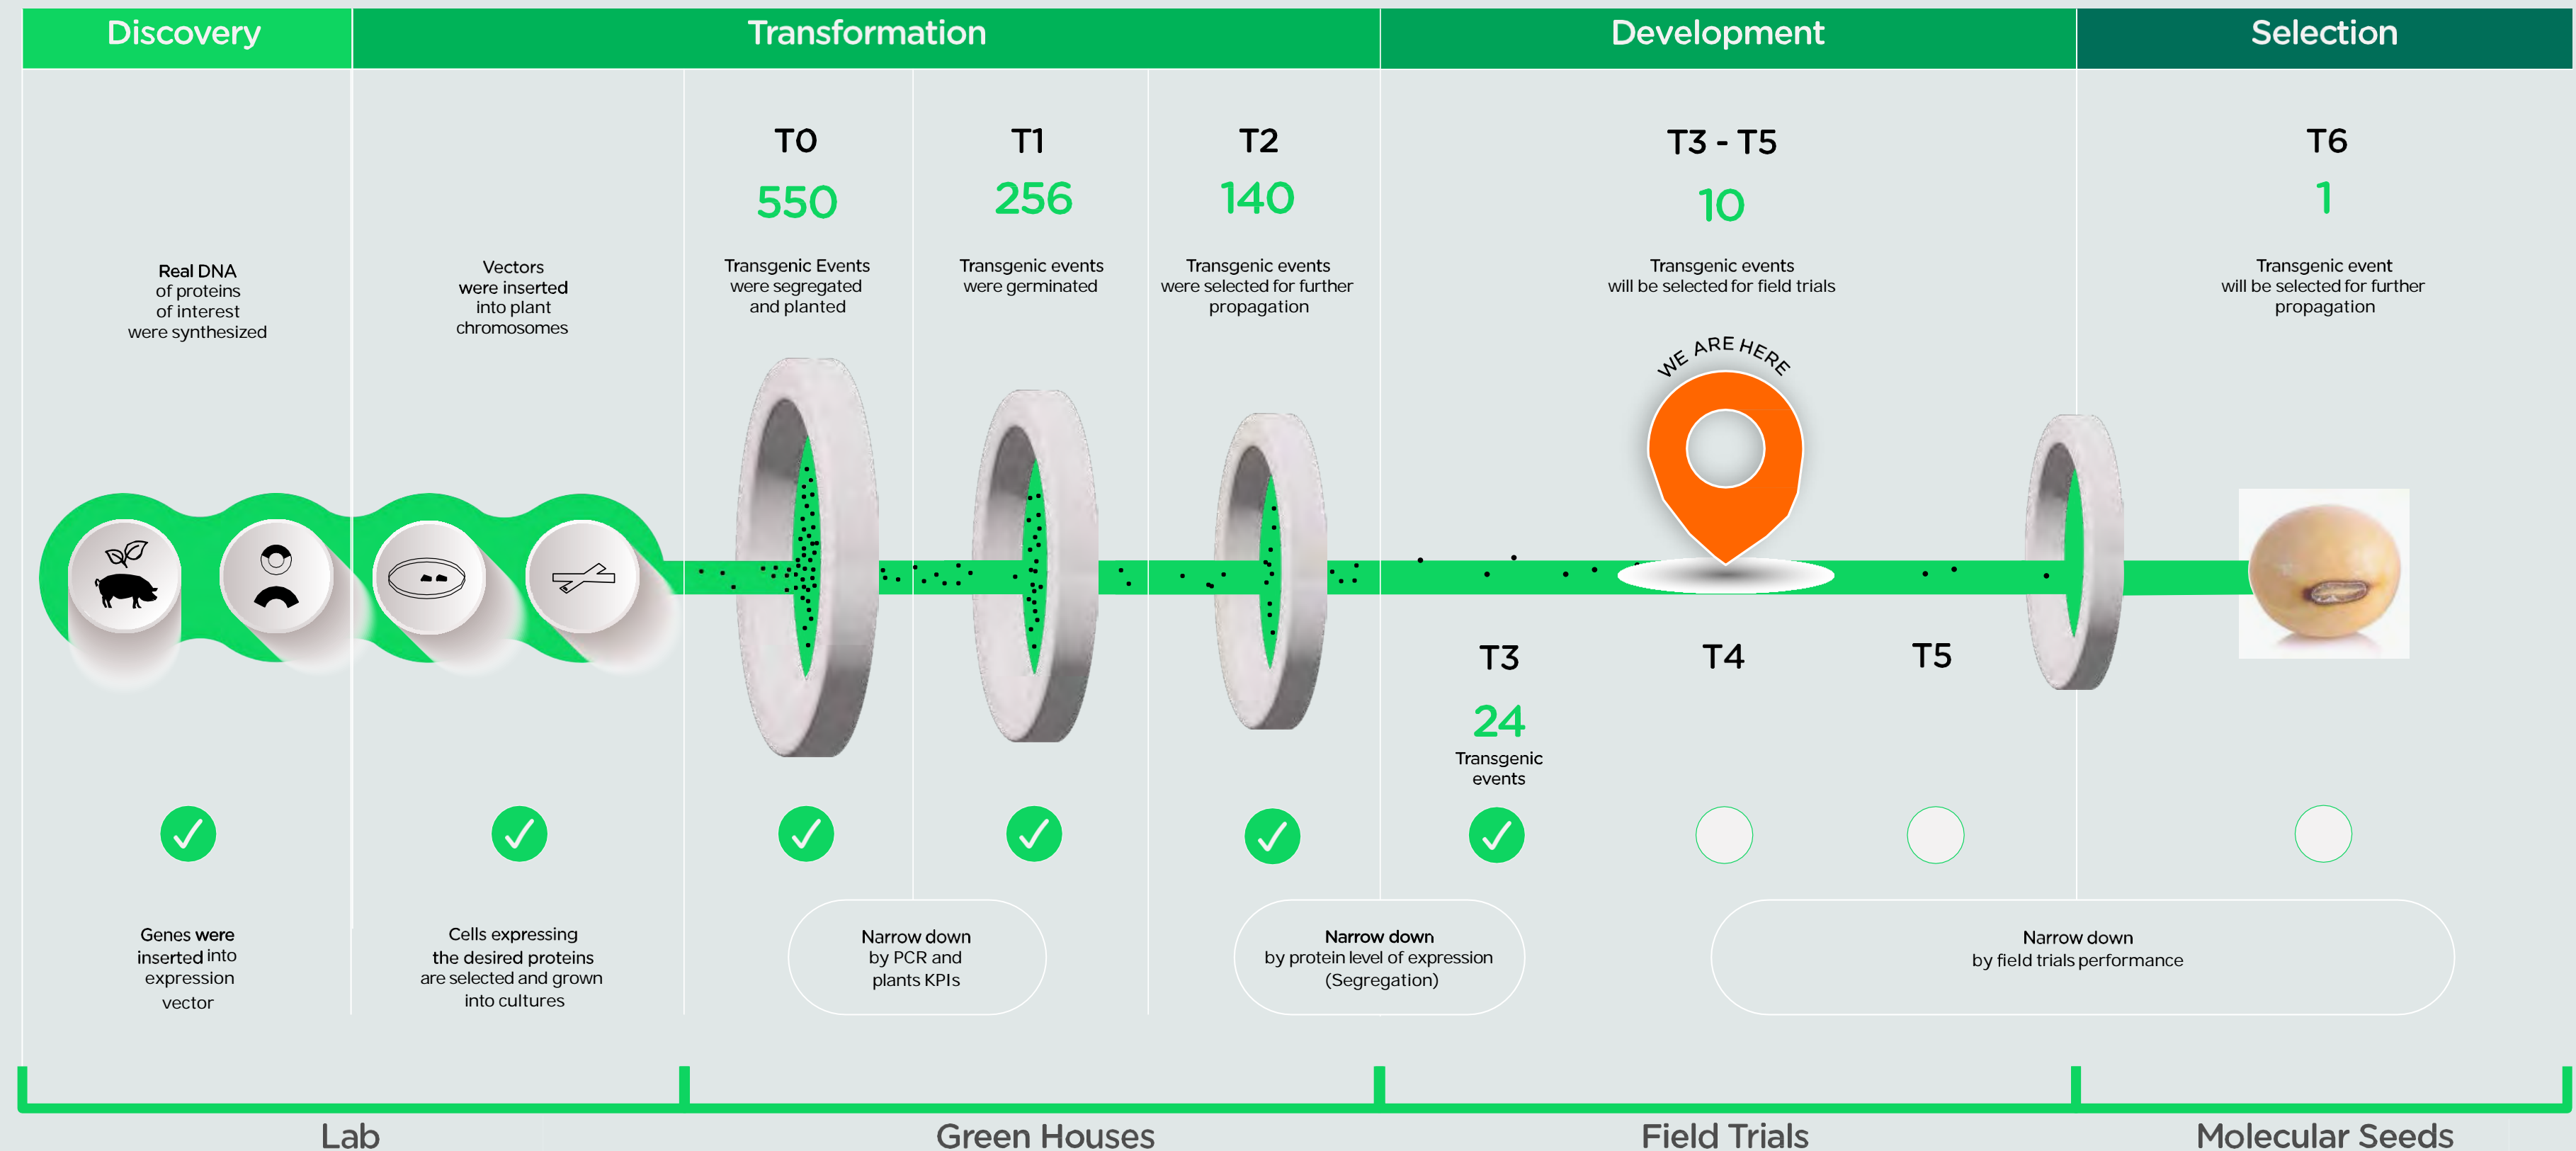 Discovery
Transformation
Development
Selection
Real DNA
of proteins
of interest
were synthesized
Vectors
were inserted
into plant
chromosomes
T0
550
Transgenic Events
were segregated
and planted
T1
256
Transgenic events
were germinated
T2
140
Transgenic events
were selected for further
propagation
T3 - T5
10
Transgenic events
will be selected for field trials
WE ARE HERE
T6
1
Transgenic event
will be selected for further
propagation
T3
24
Transgenic
events
T4
T5
Genes were
inserted into
expression
vector
Cells expressing
the desired proteins
are selected and grown
into cultures
Narrow down
by PCR and
plants KPIs
Narrow down
by protein level of expression
(Segregation)
Narrow down
by field trials performance
Lab
Green Houses
Field Trials
Molecular Seeds